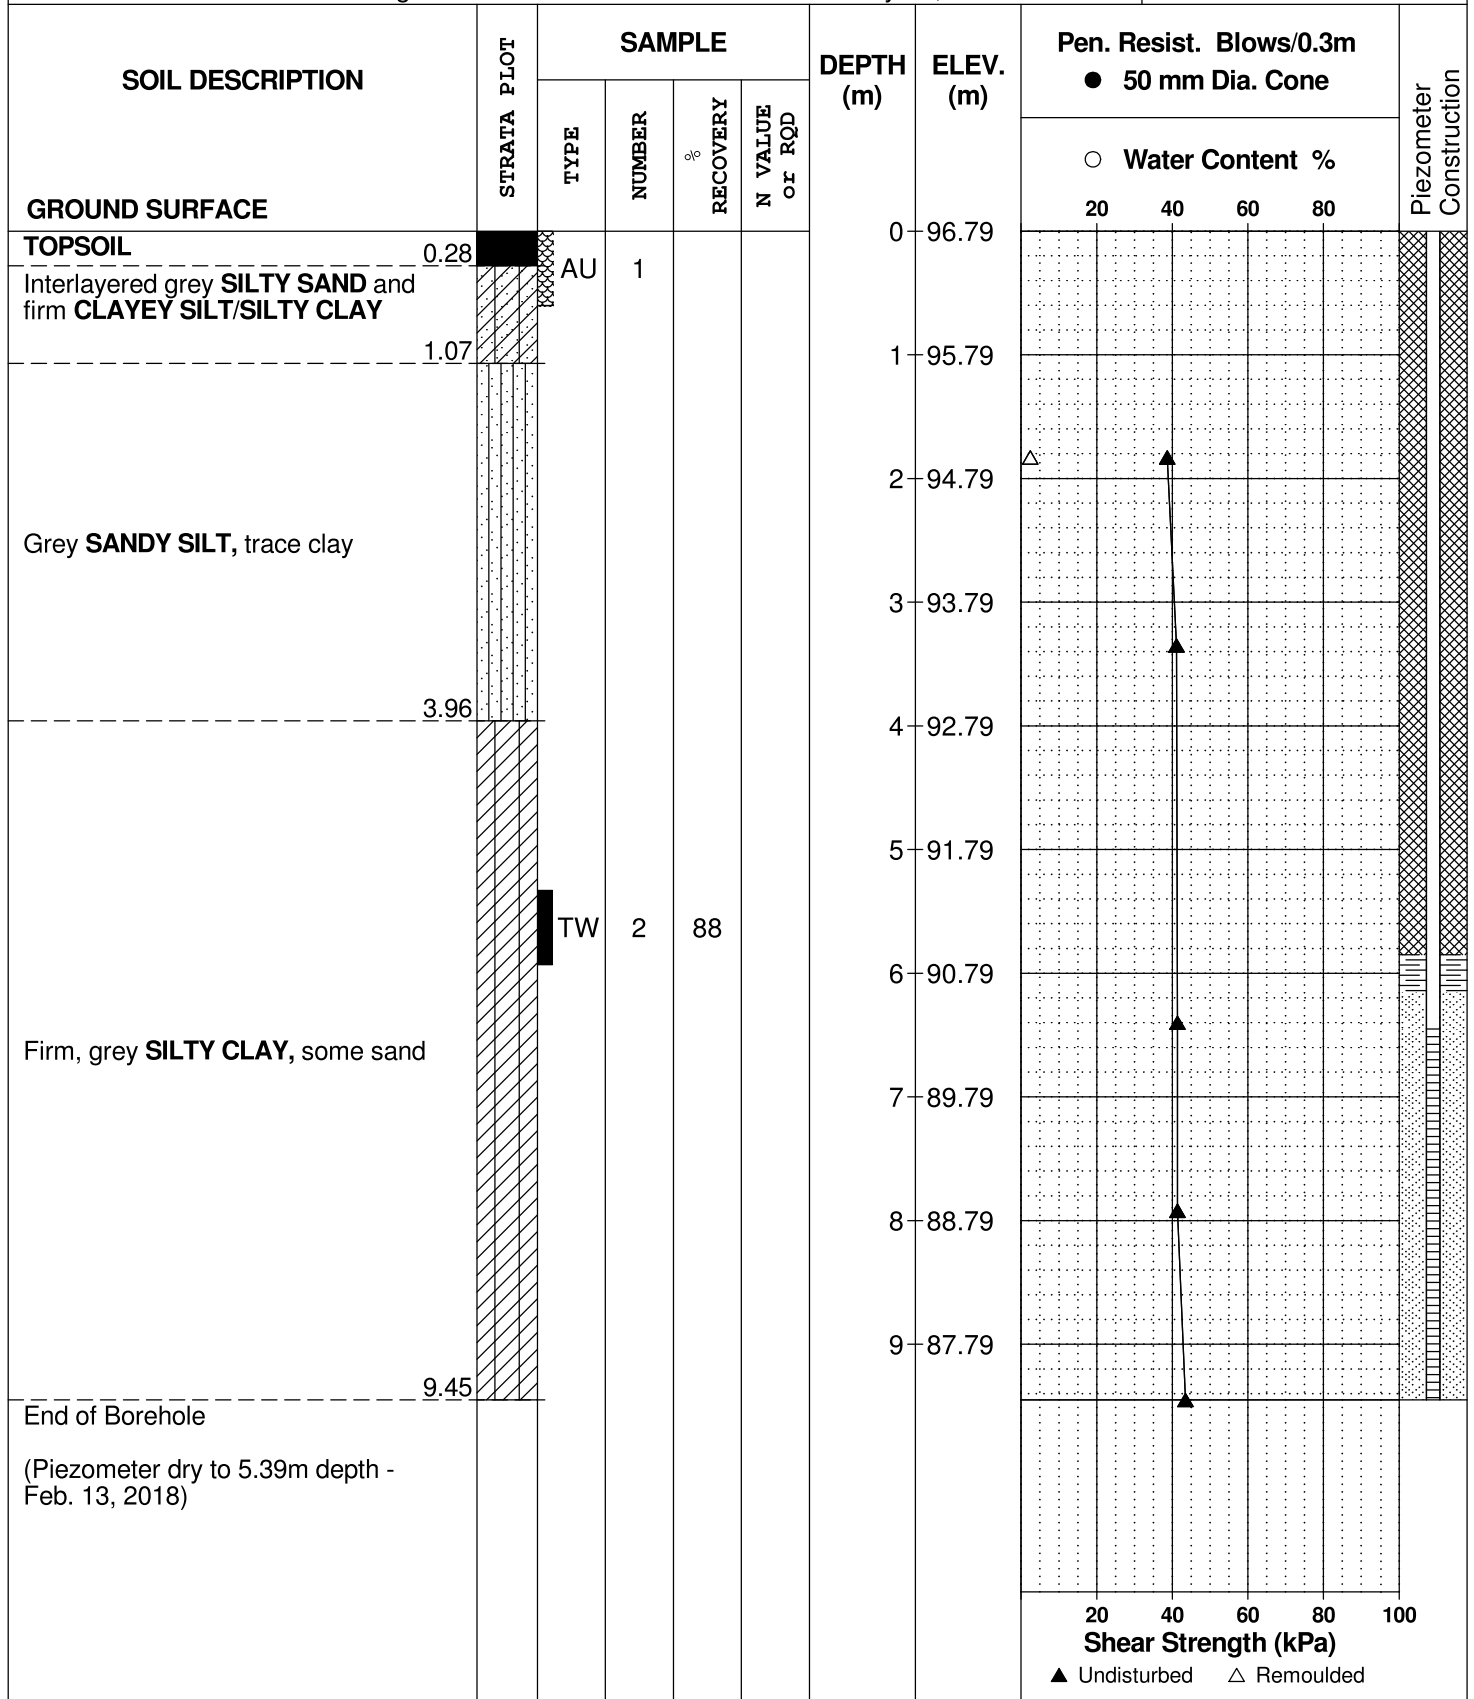 SOIL DESCRIPTION
GROUND SURFACE
STRATA PLOT
SAMPLE
TYPE
NUMBER
%
RECOVERY
N VALUE
or RQD
DEPTH
(m)
ELEV.
(m)
Pen. Resist. Blows/0.3m
● 50 mm Dia. Cone
○ Water Content %
20 40 60 80
Piezometer
Construction
TOPSOIL 0.28
Interlayered grey SILTY SAND and
firm CLAYEY SILT/SILTY CLAY
1.07
Grey SANDY SILT, trace clay
3.96
Firm, grey SILTY CLAY, some sand
9.45
End of Borehole
(Piezometer dry to 5.39m depth -
Feb. 13, 2018)
AU 1
TW 2 88
0 96.79
1 95.79
2 94.79
3 93.79
4 92.79
5 91.79
6 90.79
7 89.79
8 88.79
9 87.79
20 40 60 80 100
Shear Strength (kPa)
▲ Undisturbed △ Remoulded